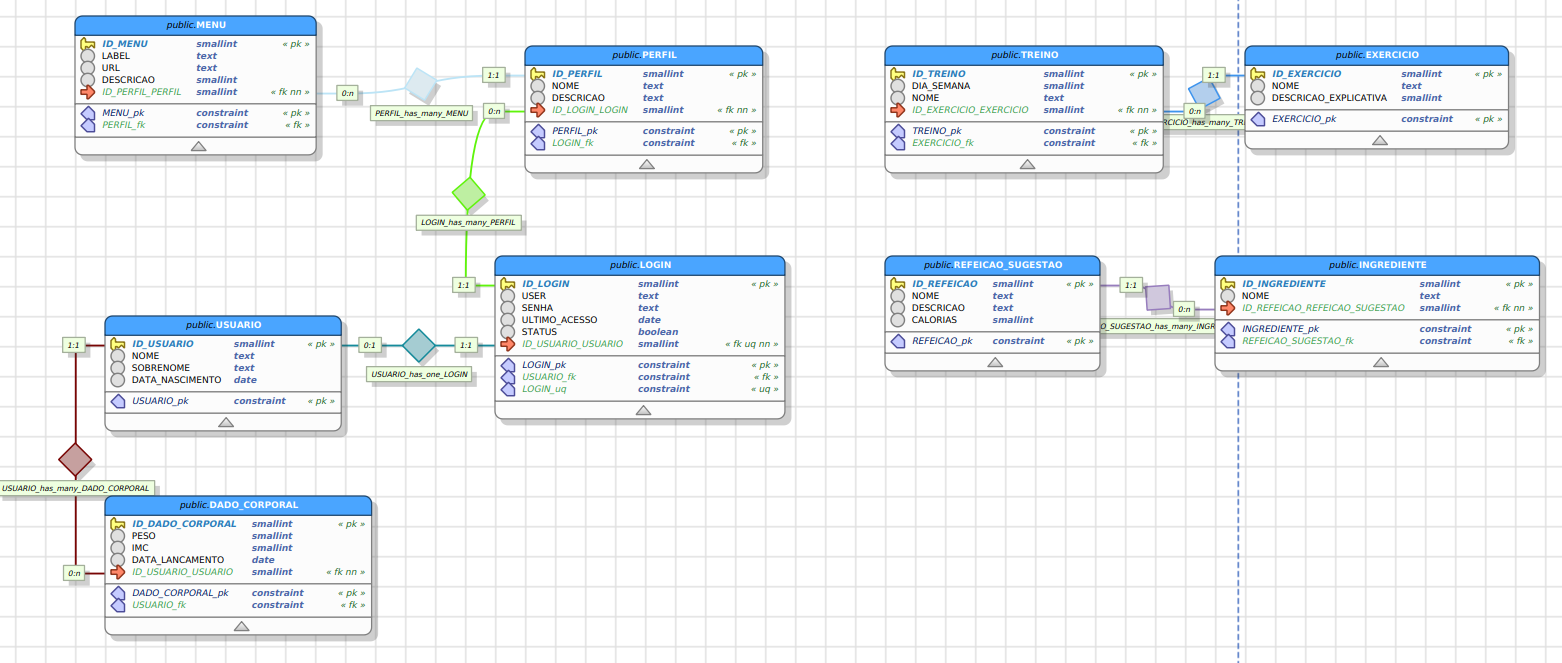 public.MENU
ID_MENU smallint « pk »
LABEL text
URL text
DESCRICAO smallint
ID_PERFIL_PERFIL smallint « fk nn »
MENU_pk constraint « pk »
PERFIL_fk constraint « fk »
0:n
PERFIL_has_many_MENU
1:1
public.PERFIL
ID_PERFIL smallint « pk »
NOME text
DESCRICAO text
ID_LOGIN_LOGIN smallint « fk nn »
PERFIL_pk constraint « pk »
LOGIN_fk constraint « fk »
0:n
LOGIN_has_many_PERFIL
1:1
public.TREINO
ID_TREINO smallint « pk »
DIA_SEMANA smallint
NOME text
ID_EXERCICIO_EXERCICIO smallint « fk nn »
TREINO_pk constraint « pk »
EXERCICIO_fk constraint « fk »
1:1
0:n
RCICIO_has_many_TRE
public.EXERCICIO
ID_EXERCICIO smallint « pk »
NOME text
DESCRICAO_EXPLICATIVA smallint
EXERCICIO_pk constraint « pk »
public.USUARIO
ID_USUARIO smallint « pk »
NOME text
SOBRENOME text
DATA_NASCIMENTO date
USUARIO_pk constraint « pk »
0:1
1:1
USUARIO_has_one_LOGIN
public.LOGIN
ID_LOGIN smallint « pk »
USER text
SENHA text
ULTIMO_ACESSO date
STATUS boolean
ID_USUARIO_USUARIO smallint « fk uq nn »
LOGIN_pk constraint « pk »
USUARIO_fk constraint « fk »
LOGIN_uq constraint « uq »
public.REFEICAO_SUGESTAO
ID_REFEICAO smallint « pk »
NOME text
DESCRICAO text
CALORIAS smallint
REFEICAO_pk constraint « pk »
1:1
0:n
O_SUGESTAO_has_many_INGR
public.INGREDIENTE
ID_INGREDIENTE smallint « pk »
NOME text
ID_REFEICAO_REFEICAO_SUGESTAO smallint « fk nn »
INGREDIENTE_pk constraint « pk »
REFEICAO_SUGESTAO_fk constraint « fk »
1:1
USUARIO_has_many_DADO_CORPORAL
0:n
public.DADO_CORPORAL
ID_DADO_CORPORAL smallint « pk »
PESO smallint
IMC smallint
DATA_LANCAMENTO date
ID_USUARIO_USUARIO smallint « fk nn »
DADO_CORPORAL_pk constraint « pk »
USUARIO_fk constraint « fk »